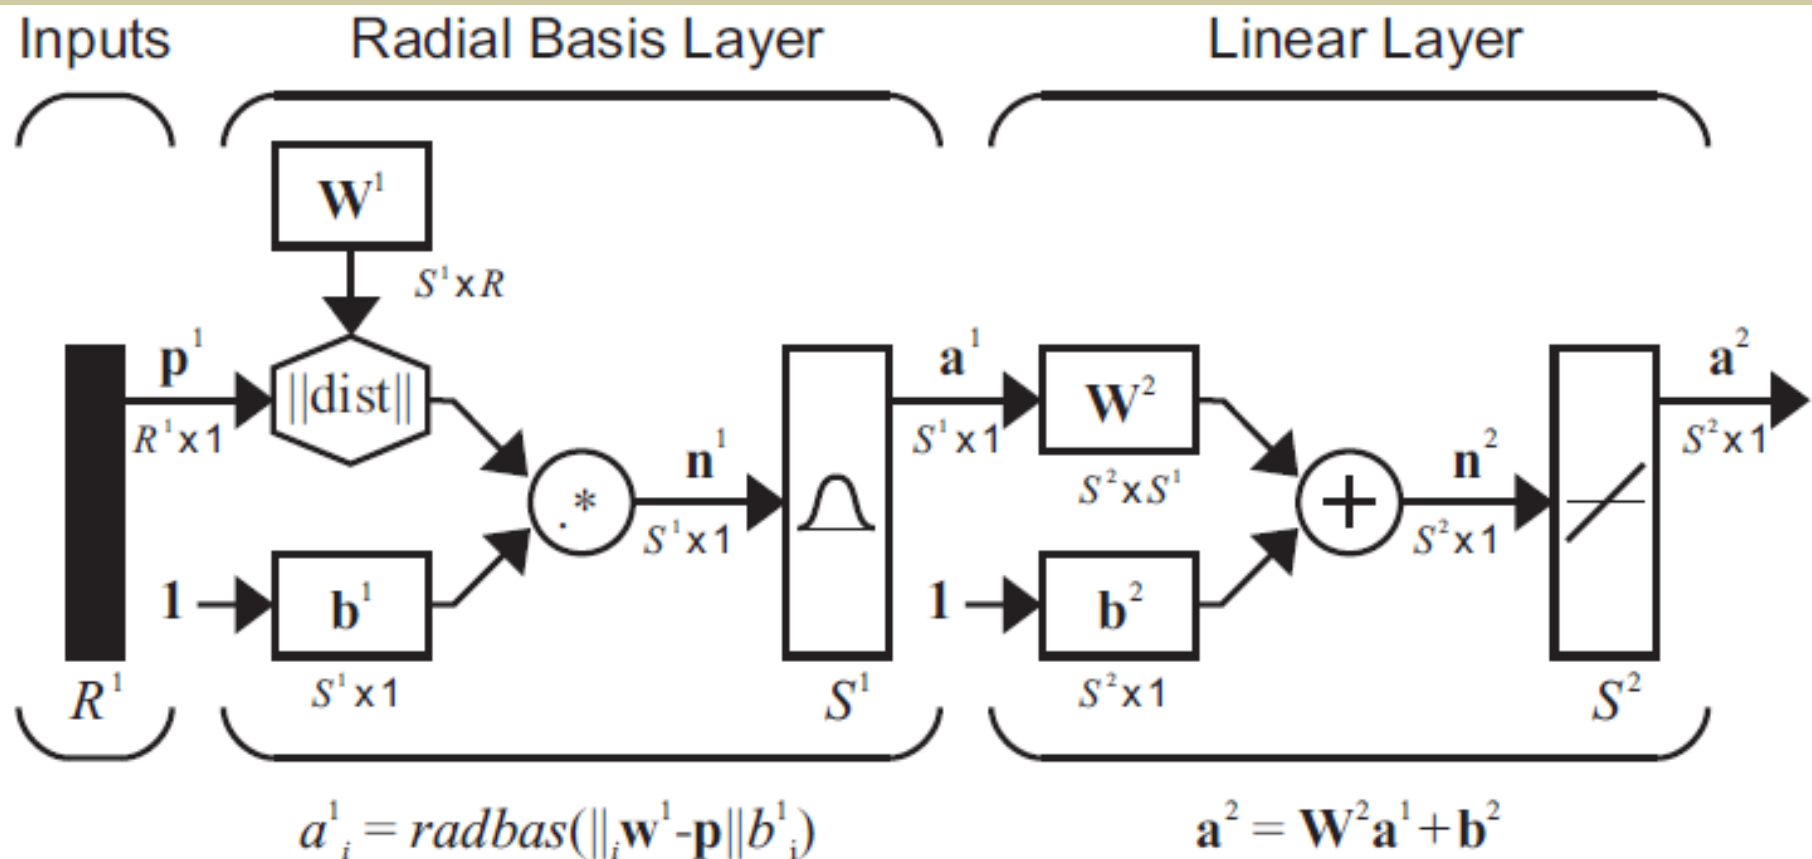 Inputs Radial Basis Layer Linear Layer
W¹
S¹xR
p¹ ||dist|| a¹ W² a²
R¹x1 S¹x1 S²x1
n¹ n²
.* S²xS¹ +
S¹x1 S²x1
1 b¹ 1 b²
R¹ S¹x1 S¹ S²x1 S²
a¹ᵢ = radbas(||ᵢw¹-p||b¹ᵢ) a² = W²a¹+b²